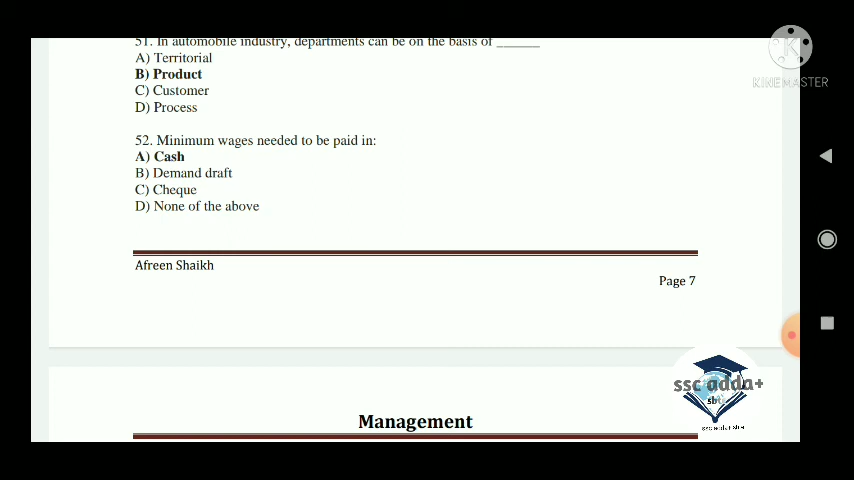 51. In automobile industry, departments can be on the basis of ______
A) Territorial
B) Product
C) Customer
D) Process
52. Minimum wages needed to be paid in:
A) Cash
B) Demand draft
C) Cheque
D) None of the above
Afreen Shaikh
Page 7
Management
K
KINEMASTER
ssc adda+